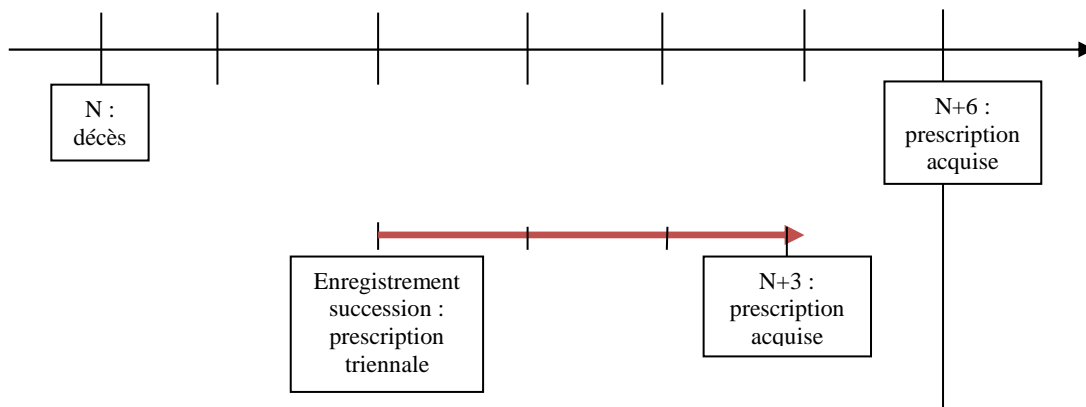 N :
décès
N+6 :
prescription
acquise
Enregistrement
succession :
prescription
triennale
N+3 :
prescription
acquise